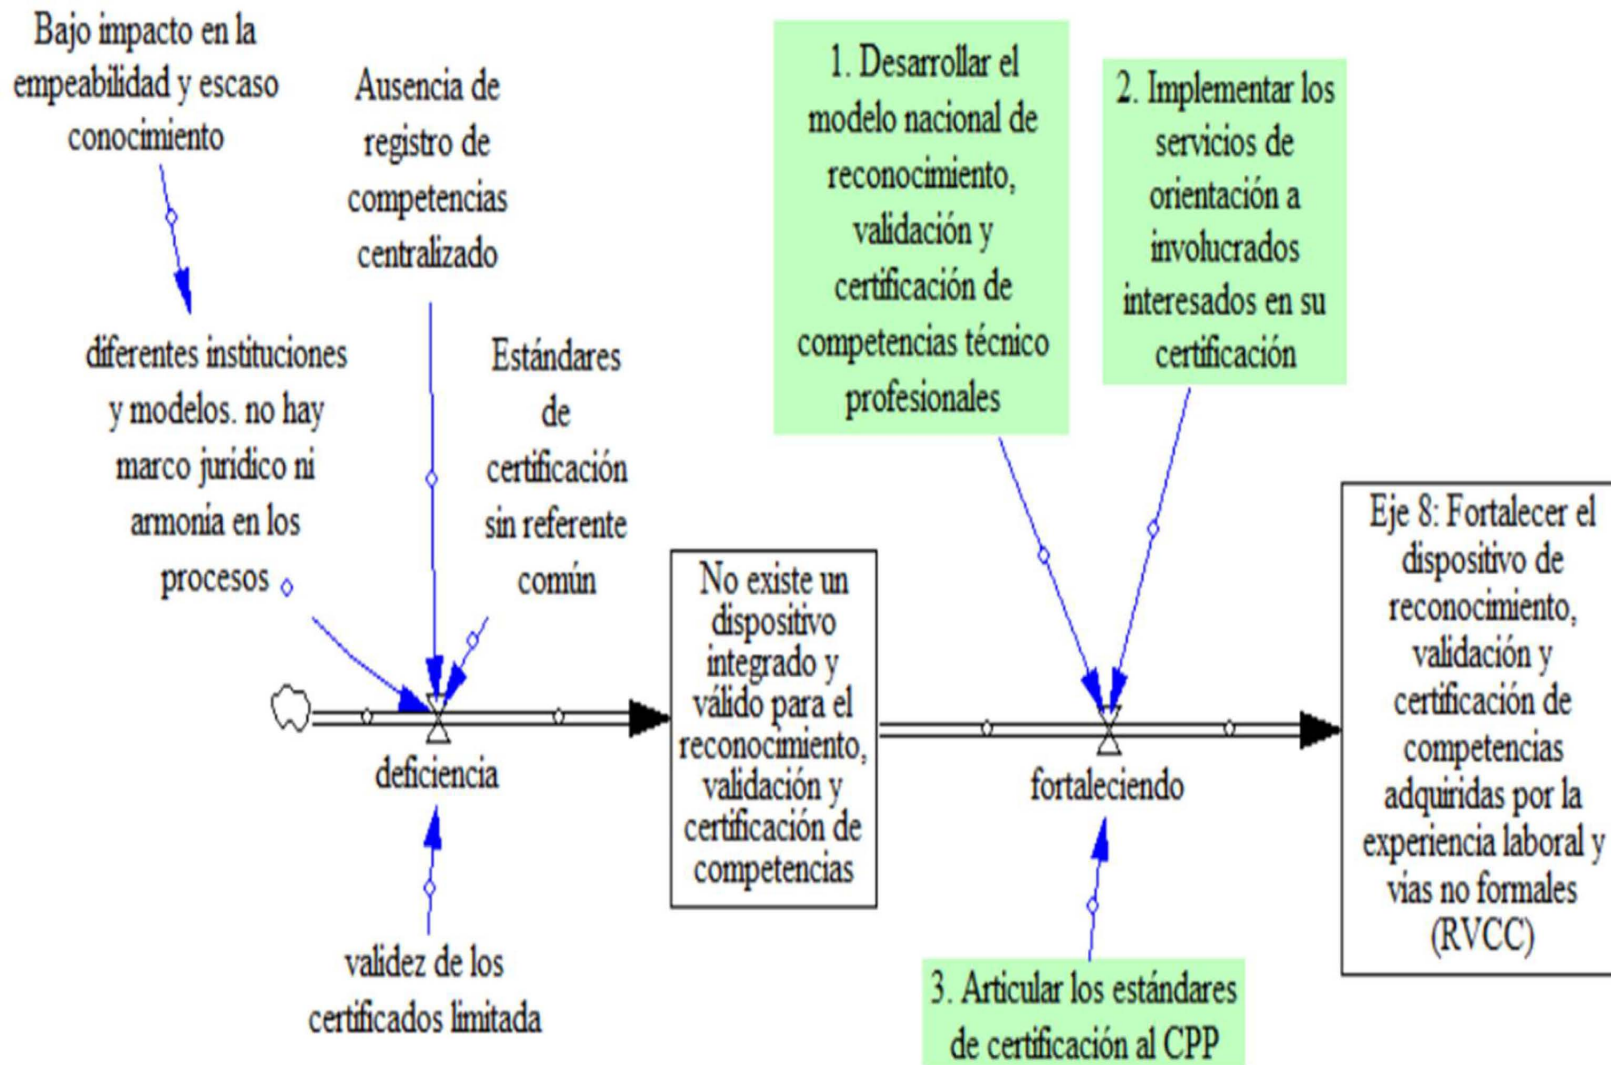 Bajo impacto en la
empeabilidad y escaso
conocimiento
Ausencia de
registro de
competencias
centralizado
diferentes instituciones
y modelos. no hay
marco jurídico ni
armonía en los
procesos
Estándares
de
certificación
sin referente
común
deficiencia
validez de los
certificados limitada
No existe un
dispositivo
integrado y
válido para el
reconocimiento,
validación y
certificación de
competencias
1. Desarrollar el
modelo nacional de
reconocimiento,
validación y
certificación de
competencias técnico
profesionales
2. Implementar los
servicios de
orientación a
involucrados
interesados en su
certificación
fortaleciendo
3. Articular los estándares
de certificación al CPP
Eje 8: Fortalecer el
dispositivo de
reconocimiento,
validación y
certificación de
competencias
adquiridas por la
experiencia laboral y
vías no formales
(RVCC)